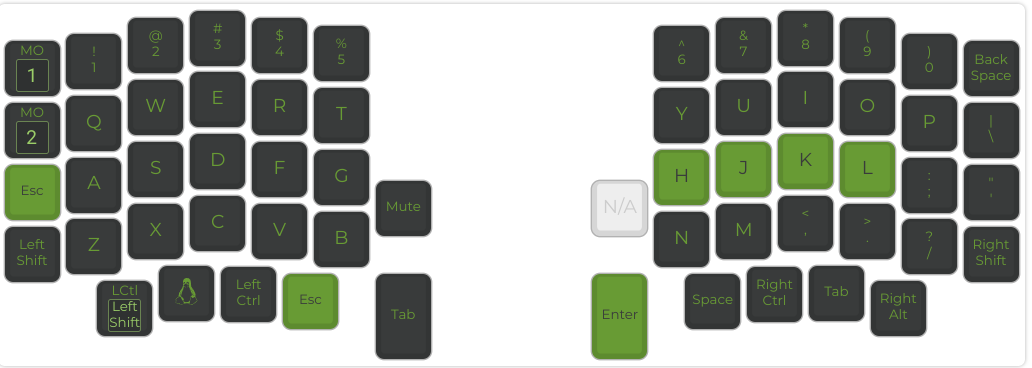 MO
1
!
1
@
2
#
3
$
4
%
5
^
6
&
7
*
8
(
9
)
0
Back
Space
MO
2
Q
W
E
R
T
Y
U
I
O
P
|
\
Esc
A
S
D
F
G
H
J
K
L
:
;
"
'
Left
Shift
Z
X
C
V
B
Mute
N/A
N
M
<
,
>
.
?
/
Right
Shift
LCtl
Left
Shift
Left
Ctrl
Esc
Tab
Enter
Space
Right
Ctrl
Tab
Right
Alt